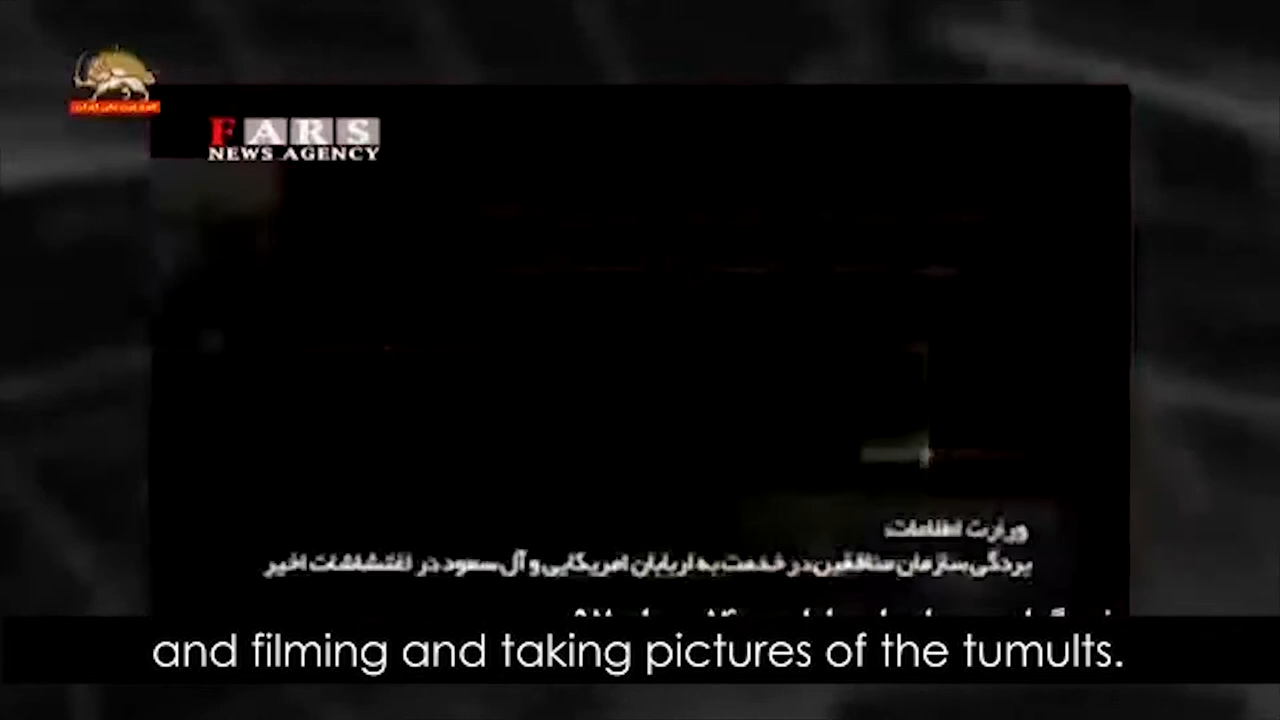 FARS
NEWS AGENCY
وزارت اطلاعات:
بردگی سازمان منافقین در خدمت به اربابان امریکایی و آل سعود در اغتشاشات اخیر
and filming and taking pictures of the tumults.